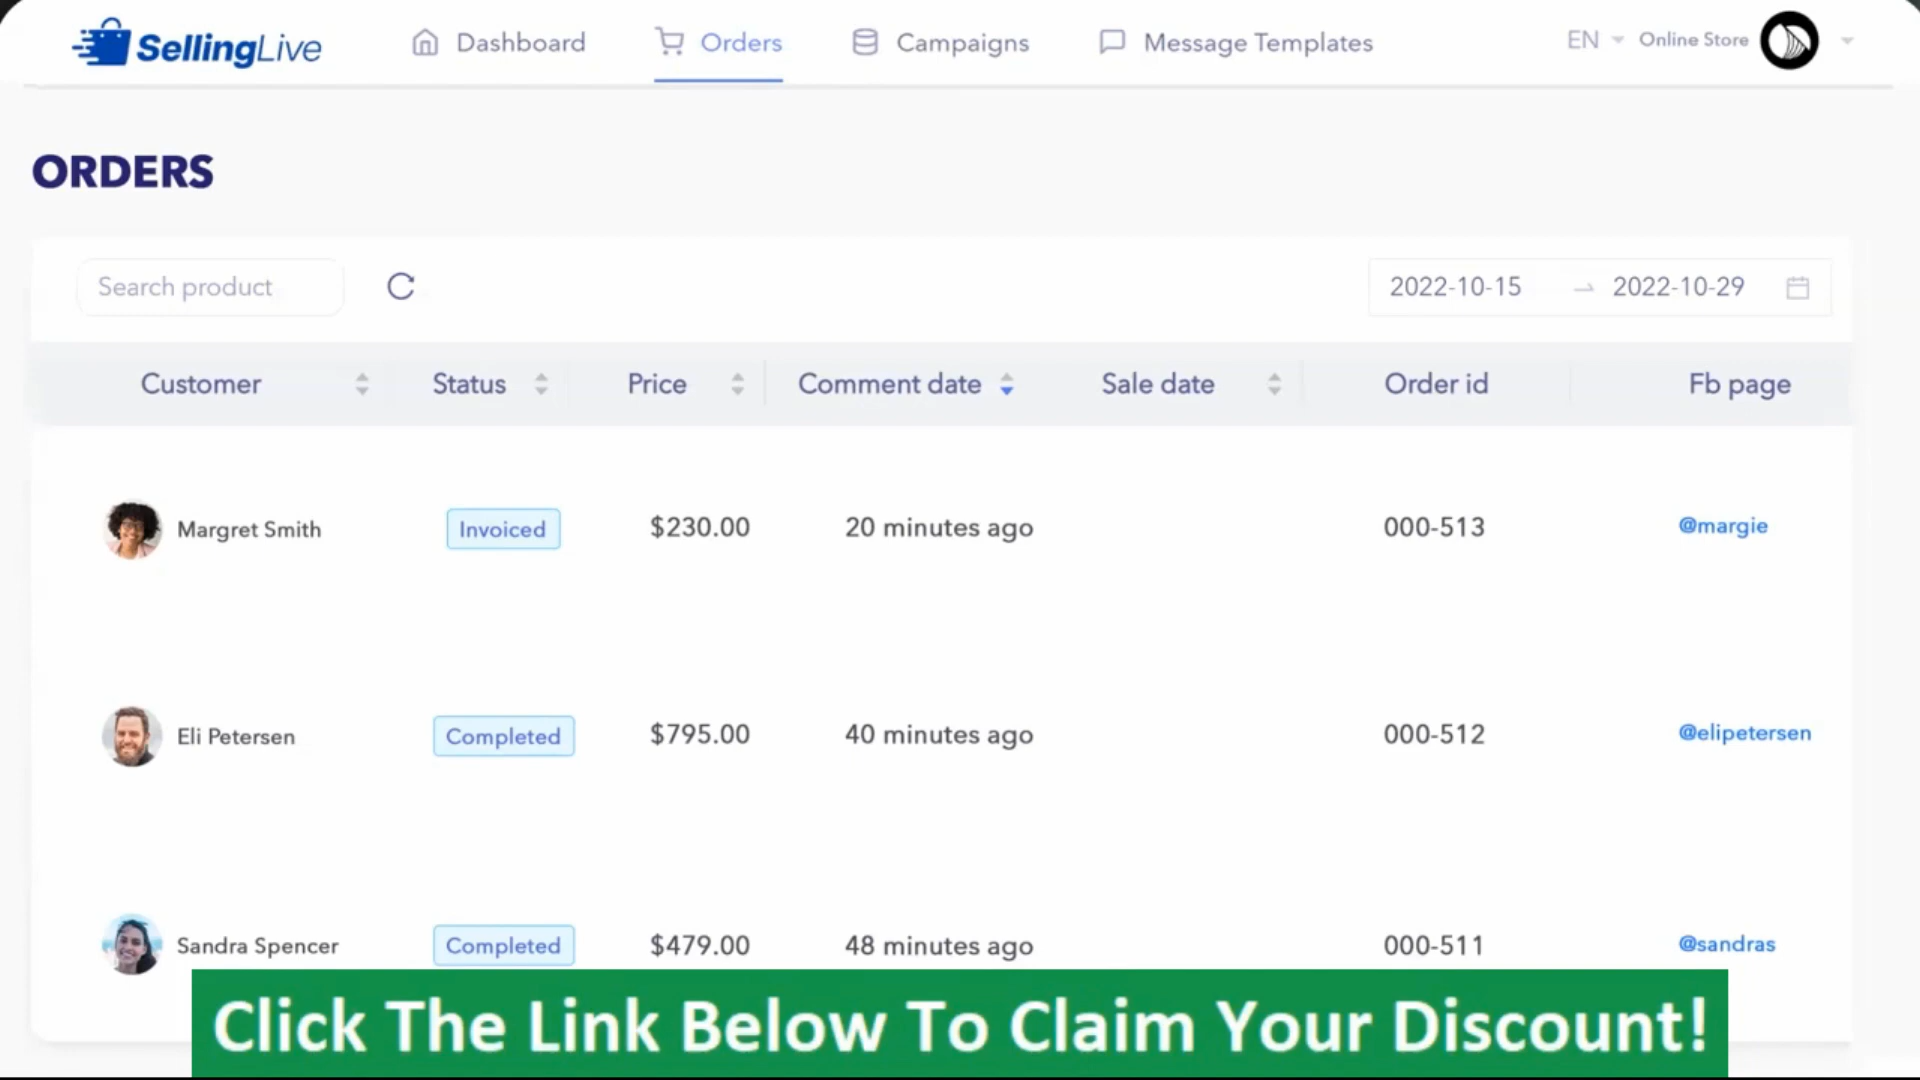 SellingLive Dashboard Orders Campaigns Message Templates EN Online Store
ORDERS
Search product 2022-10-15 → 2022-10-29
Customer Status Price Comment date Sale date Order id Fb page
Margret Smith Invoiced $230.00 20 minutes ago 000-513 @margie
Eli Petersen Completed $795.00 40 minutes ago 000-512 @elipetersen
Sandra Spencer Completed $479.00 48 minutes ago 000-511 @sandras
Click The Link Below To Claim Your Discount!